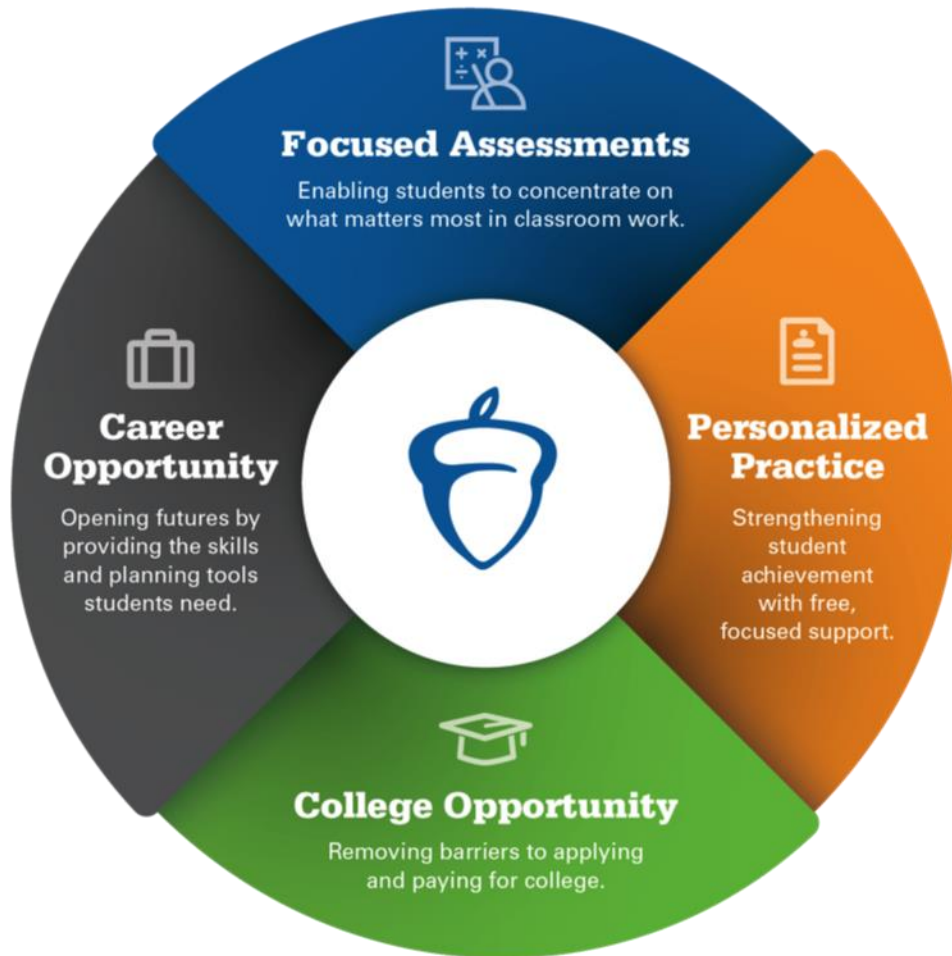 Focused Assessments
Enabling students to concentrate on
what matters most in classroom work.
Career
Opportunity
Opening futures by
providing the skills
and planning tools
students need.
Personalized
Practice
Strengthening
student
achievement
with free,
focused support.
College Opportunity
Removing barriers to applying
and paying for college.